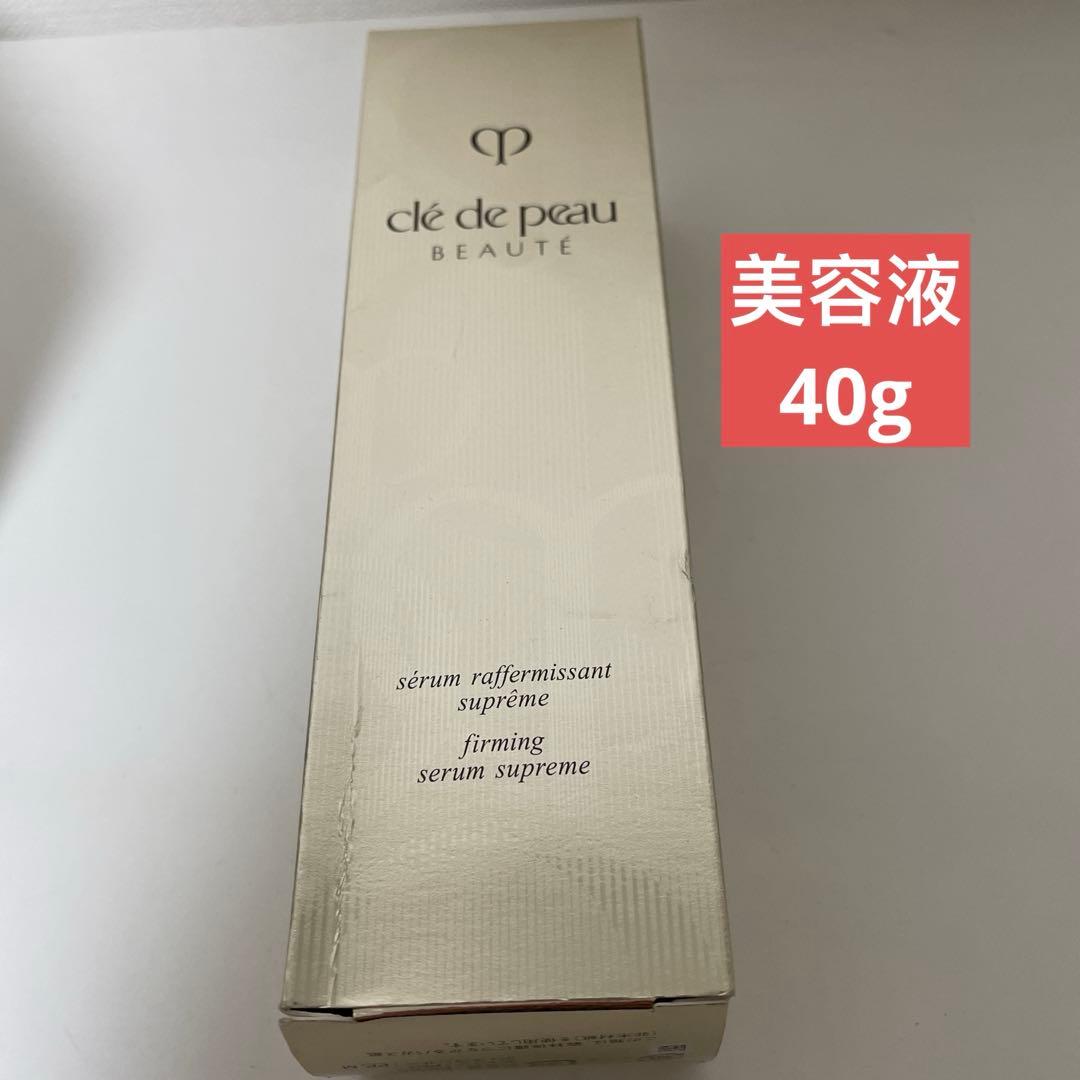 clé de peau
BEAUTÉ
美容液
40g
sérum raffermissant
suprême
firming
serum supreme